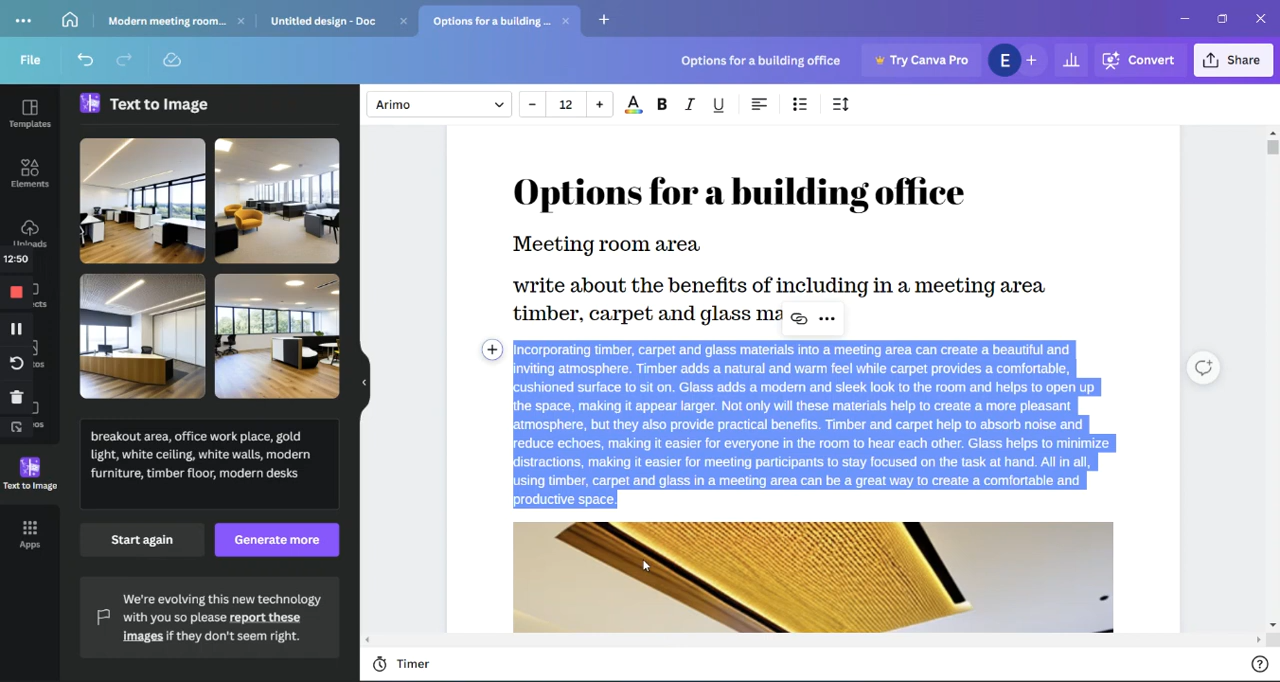 Modern meeting room...
Untitled design - Doc
Options for a building ...
File
Options for a building office
Try Canva Pro
E
Convert
Share
Templates
Elements
Uploads
12:50
Text to Image
Apps
Text to Image
breakout area, office work place, gold
light, white ceiling, white walls, modern
furniture, timber floor, modern desks
Start again
Generate more
We're evolving this new technology
with you so please report these
images if they don't seem right.
Arimo
12
A
B
I
U
Options for a building office
Meeting room area
write about the benefits of including in a meeting area
timber, carpet and glass ma
Incorporating timber, carpet and glass materials into a meeting area can create a beautiful and
inviting atmosphere. Timber adds a natural and warm feel while carpet provides a comfortable,
cushioned surface to sit on. Glass adds a modern and sleek look to the room and helps to open up
the space, making it appear larger. Not only will these materials help to create a more pleasant
atmosphere, but they also provide practical benefits. Timber and carpet help to absorb noise and
reduce echoes, making it easier for everyone in the room to hear each other. Glass helps to minimize
distractions, making it easier for meeting participants to stay focused on the task at hand. All in all,
using timber, carpet and glass in a meeting area can be a great way to create a comfortable and
productive space.
Timer